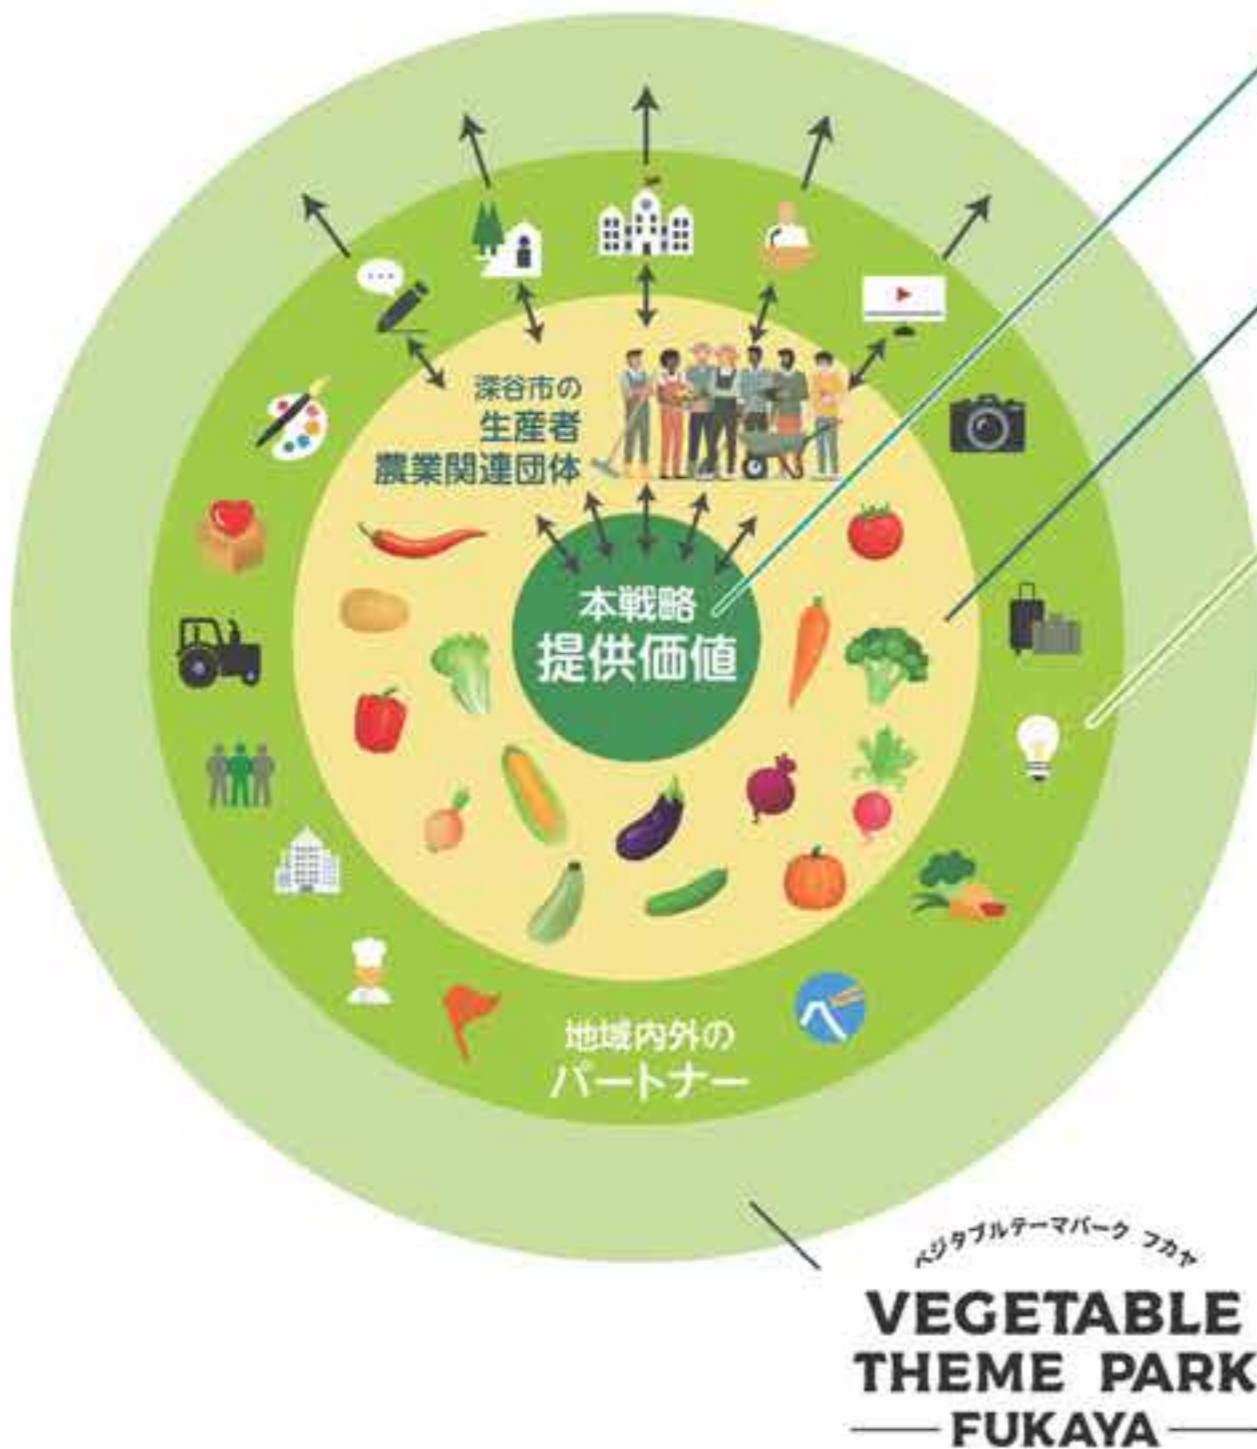 深谷市の
生産者
農業関連団体
本戦略
提供価値
地域内外の
パートナー
ベジタブルテーマパーク フカヤ
VEGETABLE
THEME PARK
FUKAYA